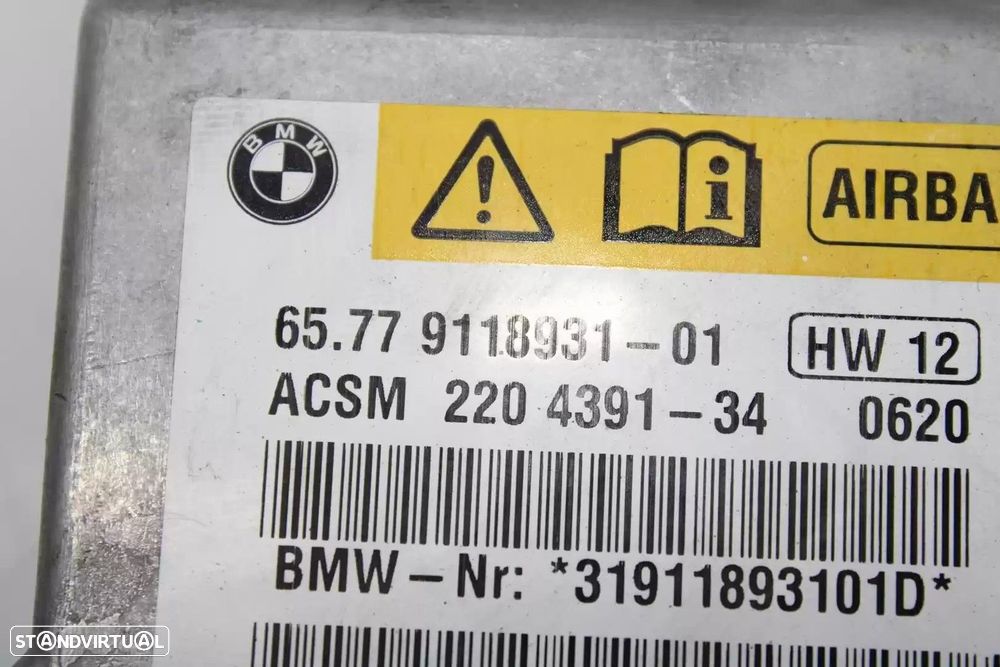 BMW
AIRBA
65.77 9118931-01 HW 12
ACSM 220 4391-34 0620
BMW-Nr: *31911893101D*
STANDVIRTUAL